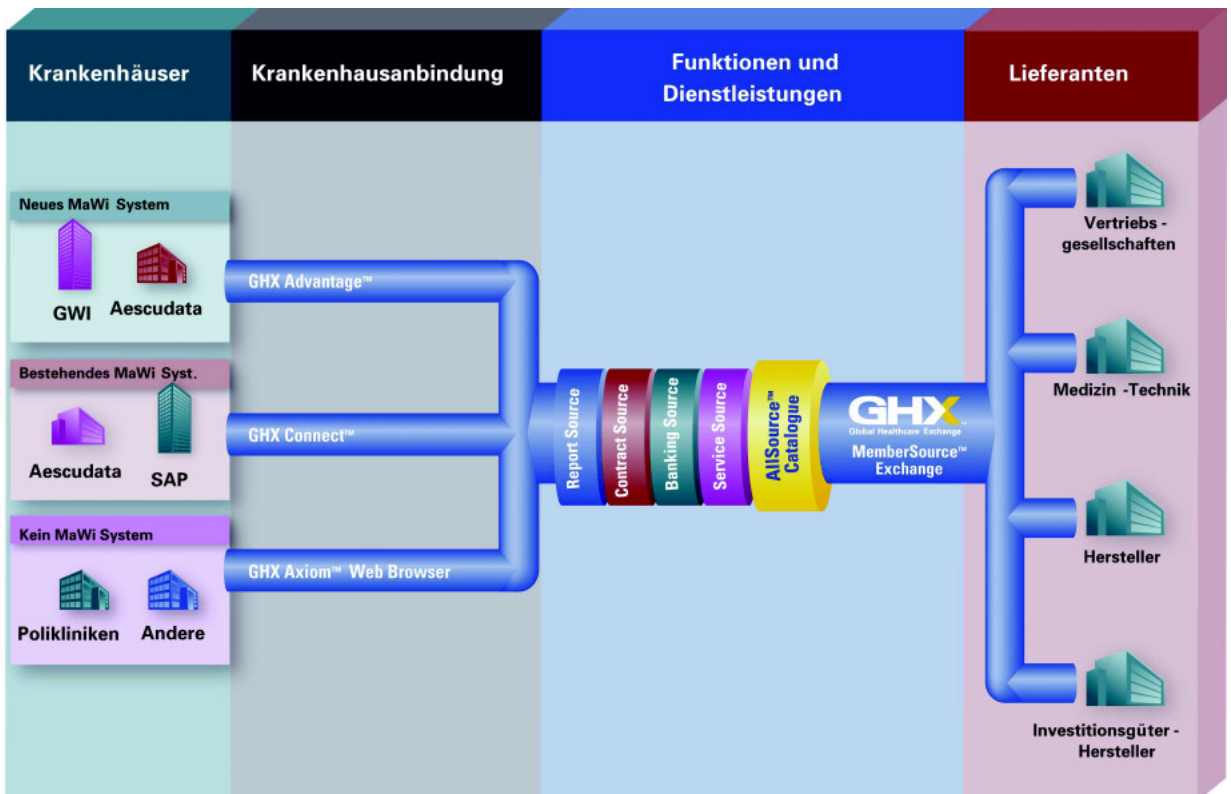 Krankenhäuser
Krankenhausanbindung
Funktionen und
Dienstleistungen
Lieferanten
Neues MaWi System
GWI
Aescudata
Bestehendes MaWi Syst.
Aescudata
SAP
Kein MaWi System
Polikliniken
Andere
GHX Advantage™
GHX Connect™
GHX Axiom™ Web Browser
Report Source
Contract Source
Banking Source
Service Source
AllSource™
Catalogue
GHX™
Global Healthcare Exchange
MemberSource™
Exchange
Vertriebs -
gesellschaften
Medizin -Technik
Hersteller
Investitionsgüter -
Hersteller